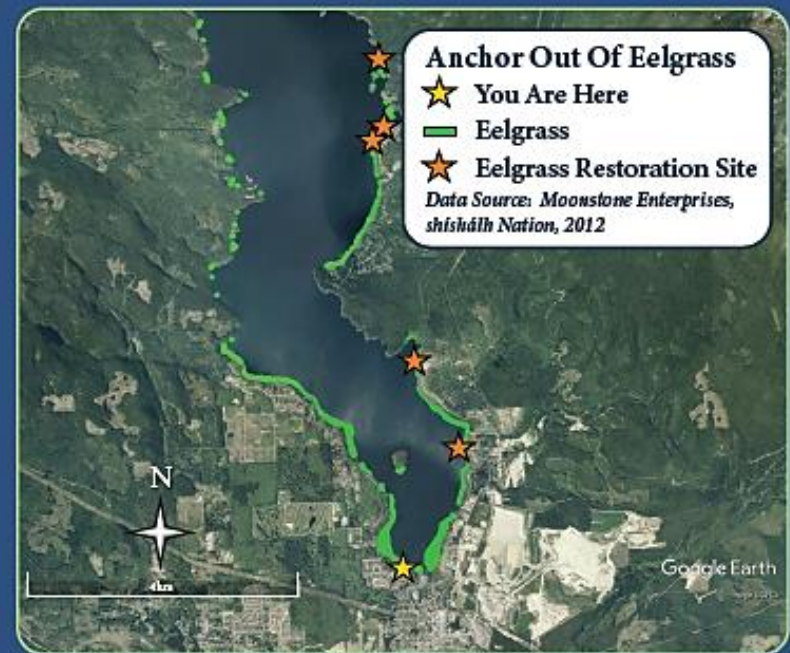 Anchor Out Of Eelgrass
You Are Here
Eelgrass
Eelgrass Restoration Site
Data Source: Moonstone Enterprises,
shíshálh Nation, 2012
N
4km
Google Earth